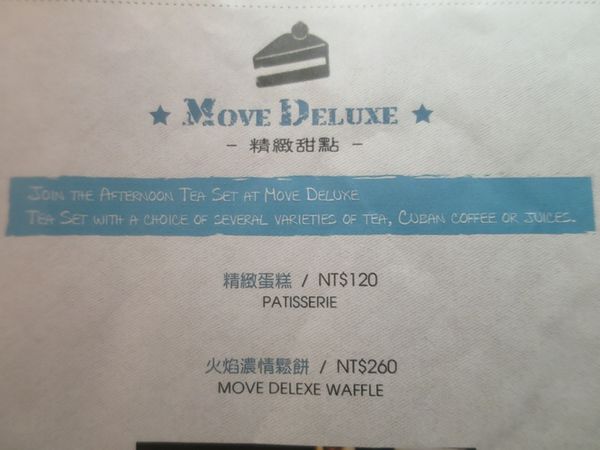 ★ MOVE DELUXE ★
- 精緻甜點 -
JOIN THE AFTERNOON TEA SET AT MOVE DELUXE
TEA SET WITH A CHOICE OF SEVERAL VARIETIES OF TEA, CUBAN COFFEE OR JUICES.
精緻蛋糕 / NT$120
PATISSERIE
火焰濃情鬆餅 / NT$260
MOVE DELEXE WAFFLE